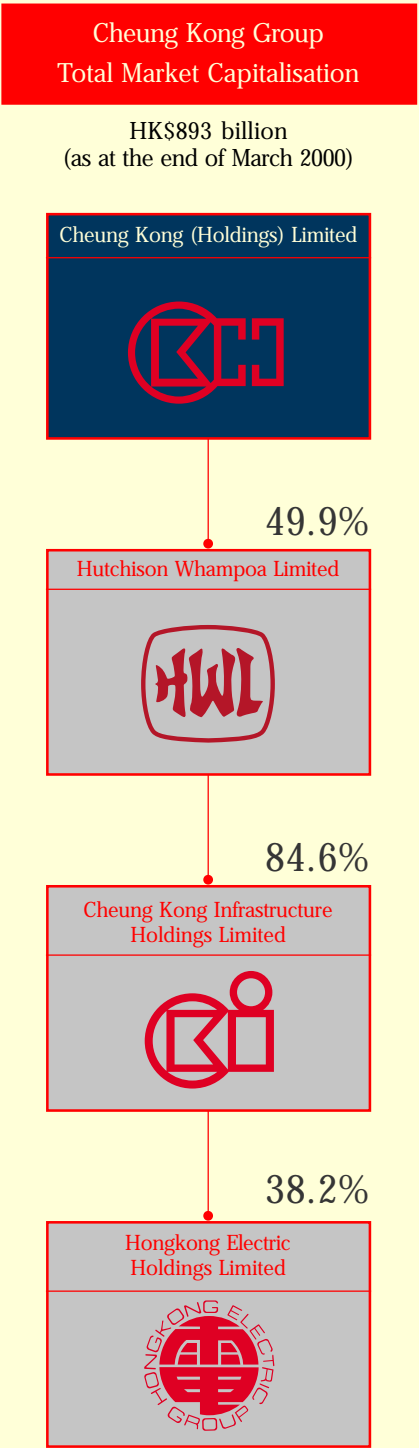 Cheung Kong Group
Total Market Capitalisation
HK$893 billion
(as at the end of March 2000)
Cheung Kong (Holdings) Limited
49.9%
Hutchison Whampoa Limited
HWL
84.6%
Cheung Kong Infrastructure
Holdings Limited
38.2%
Hongkong Electric
Holdings Limited
HONGKONG ELECTRIC
GROUP